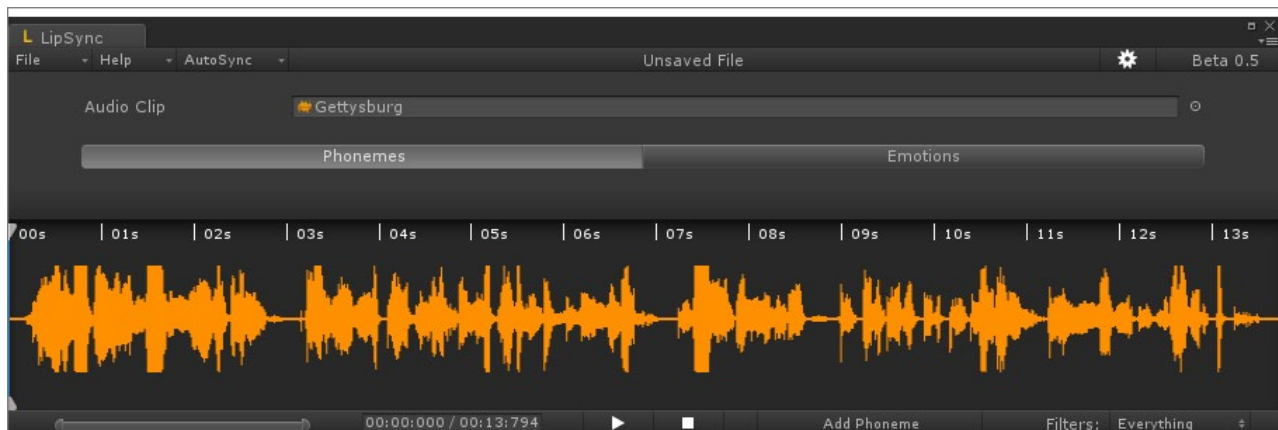 L LipSync
File Help AutoSync Unsaved File Beta 0.5
Audio Clip Gettysburg
Phonemes Emotions
00s 01s 02s 03s 04s 05s 06s 07s 08s 09s 10s 11s 12s 13s
00:00:000 / 00:13:794 Add Phoneme Filters: Everything